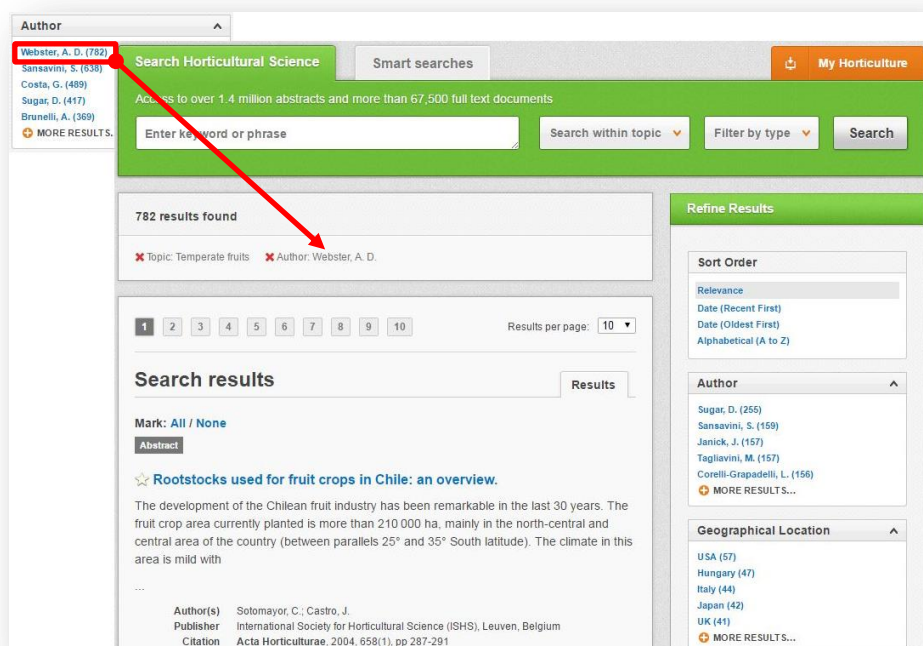 Author
Webster, A. D. (782)
Sansavini, S. (638)
Costa, G. (489)
Sugar, D. (417)
Brunelli, A. (369)
MORE RESULTS.
Search Horticultural Science
Smart searches
My Horticulture
Access to over 1.4 million abstracts and more than 67,500 full text documents
Enter keyword or phrase
Search within topic
Filter by type
Search
782 results found
Topic: Temperate fruits
Author: Webster, A. D.
1 2 3 4 5 6 7 8 9 10
Results per page: 10
Search results
Results
Mark: All / None
Abstract
Rootstocks used for fruit crops in Chile: an overview.
The development of the Chilean fruit industry has been remarkable in the last 30 years. The
fruit crop area currently planted is more than 210 000 ha, mainly in the north-central and
central area of the country (between parallels 25° and 35° South latitude). The climate in this
area is mild with
...
Author(s) Sotomayor, C.; Castro, J.
Publisher International Society for Horticultural Science (ISHS), Leuven, Belgium
Citation Acta Horticulturae, 2004, 658(1), pp 287-291
Refine Results
Sort Order
Relevance
Date (Recent First)
Date (Oldest First)
Alphabetical (A to Z)
Author
Sugar, D. (255)
Sansavini, S. (159)
Janick, J. (157)
Tagliavini, M. (157)
Corelli-Grapadelli, L. (156)
MORE RESULTS...
Geographical Location
USA (57)
Hungary (47)
Italy (44)
Japan (42)
UK (41)
MORE RESULTS...